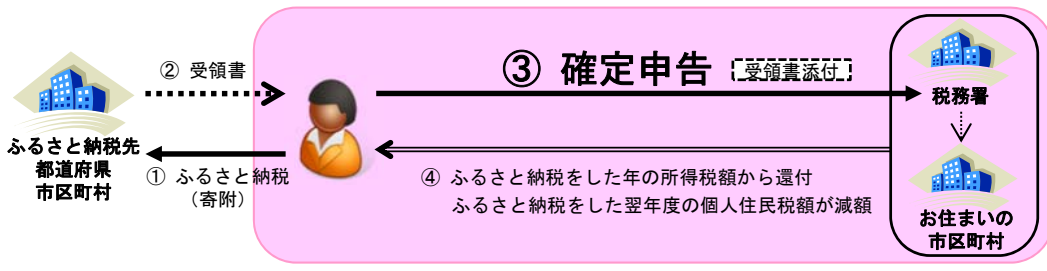 ② 受領書
③ 確定申告 受領書添付
税務署
ふるさと納税先
都道府県
市区町村
① ふるさと納税
（寄附）
④ ふるさと納税をした年の所得税額から還付
ふるさと納税をした翌年度の個人住民税額が減額
お住まいの
市区町村